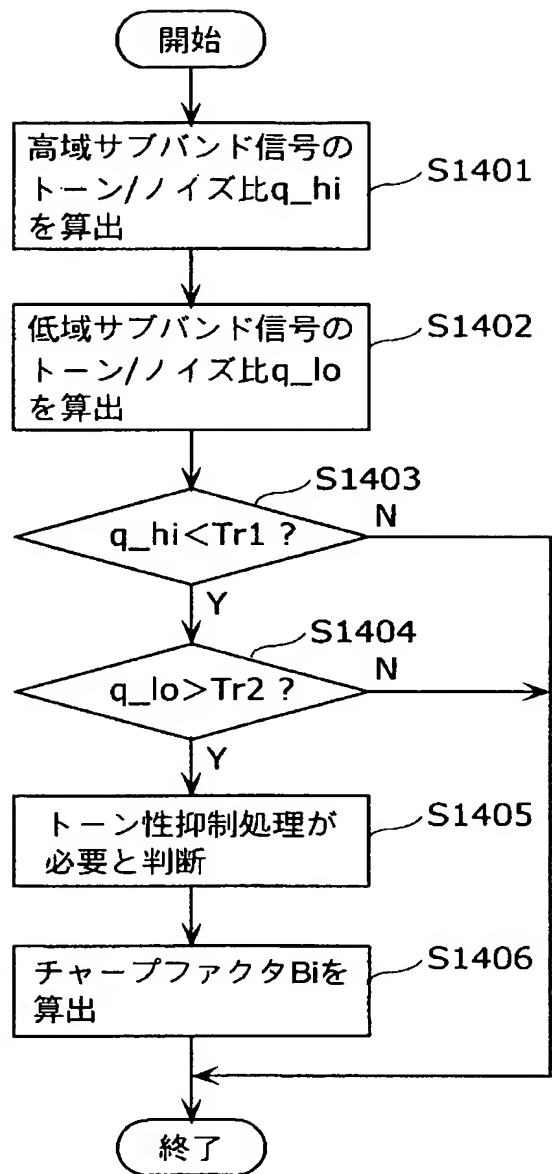 開始
高域サブバンド信号の
トーン/ノイズ比q_hi
を算出
S1401
低域サブバンド信号の
トーン/ノイズ比q_lo
を算出
S1402
S1403
q_hi<Tr1 ?
N
Y
S1404
q_lo>Tr2 ?
N
Y
トーン性抑制処理が
必要と判断
S1405
チャープファクタBiを
算出
S1406
終了